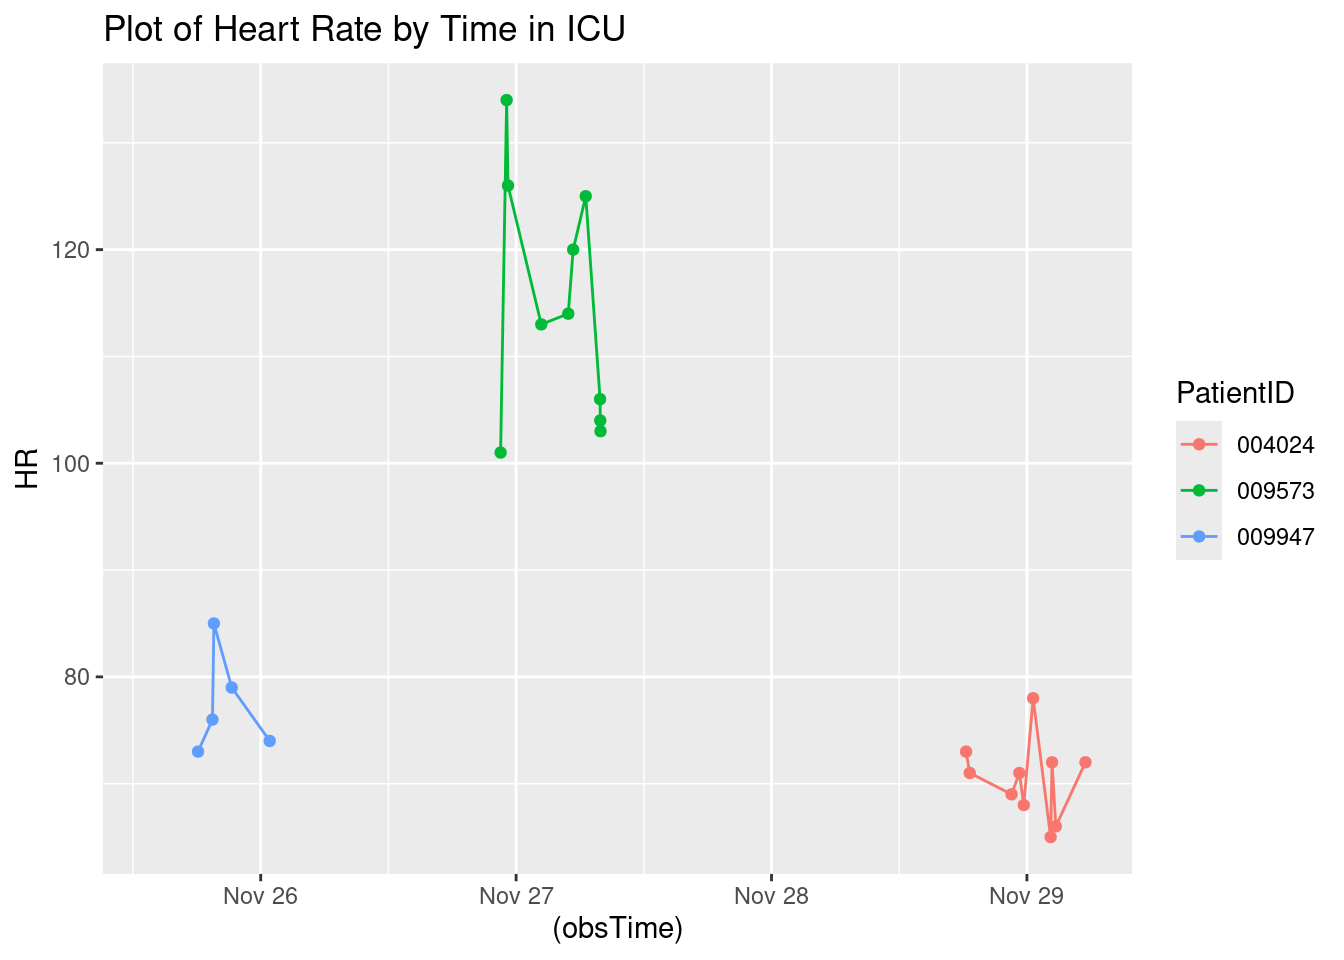 Plot of Heart Rate by Time in ICU
HR
120
100
80
Nov 26
Nov 27
Nov 28
Nov 29
(obsTime)
PatientID
004024
009573
009947